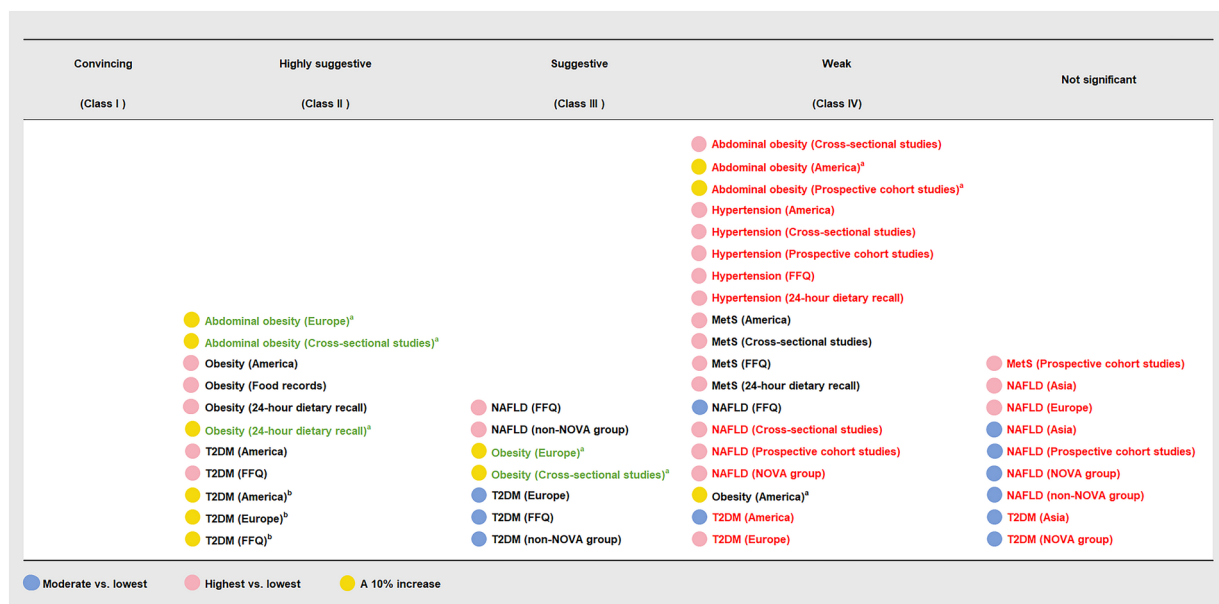 Convincing
(Class I )
Highly suggestive
(Class II )
Suggestive
(Class III )
Weak
(Class IV)
Not significant
Abdominal obesity (Europe)ᵃ
Abdominal obesity (Cross-sectional studies)ᵃ
Obesity (America)
Obesity (Food records)
Obesity (24-hour dietary recall)
Obesity (24-hour dietary recall)ᵃ
T2DM (America)
T2DM (FFQ)
T2DM (America)ᵇ
T2DM (Europe)ᵇ
T2DM (FFQ)ᵇ
NAFLD (FFQ)
NAFLD (non-NOVA group)
Obesity (Europe)ᵃ
Obesity (Cross-sectional studies)ᵃ
T2DM (Europe)
T2DM (FFQ)
T2DM (non-NOVA group)
Abdominal obesity (Cross-sectional studies)
Abdominal obesity (America)ᵃ
Abdominal obesity (Prospective cohort studies)ᵃ
Hypertension (America)
Hypertension (Cross-sectional studies)
Hypertension (Prospective cohort studies)
Hypertension (FFQ)
Hypertension (24-hour dietary recall)
MetS (America)
MetS (Cross-sectional studies)
MetS (FFQ)
MetS (24-hour dietary recall)
NAFLD (FFQ)
NAFLD (Cross-sectional studies)
NAFLD (Prospective cohort studies)
NAFLD (NOVA group)
Obesity (America)ᵃ
T2DM (America)
T2DM (Europe)
MetS (Prospective cohort studies)
NAFLD (Asia)
NAFLD (Europe)
NAFLD (Asia)
NAFLD (Prospective cohort studies)
NAFLD (NOVA group)
NAFLD (non-NOVA group)
T2DM (Asia)
T2DM (NOVA group)
Moderate vs. lowest
Highest vs. lowest
A 10% increase